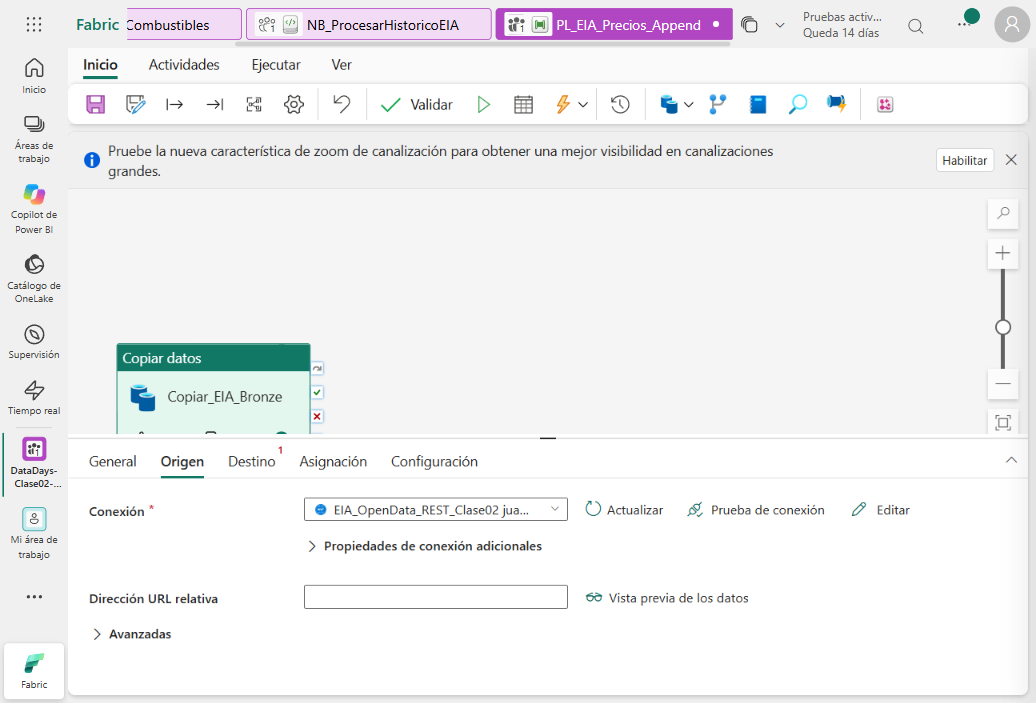 Fabric
Combustibles
NB_ProcesarHistoricoEIA
PL_EIA_Precios_Append
Pruebas activ...
Queda 14 días
Inicio
Actividades
Ejecutar
Ver
Validar
Pruebe la nueva característica de zoom de canalización para obtener una mejor visibilidad en canalizaciones
grandes.
Habilitar
Inicio
Áreas de
trabajo
Copilot de
Power BI
Catálogo de
OneLake
Supervisión
Tiempo real
DataDays-
Clase02-...
Mi área de
trabajo
Fabric
Copiar datos
Copiar_EIA_Bronze
General
Origen
Destino 1
Asignación
Configuración
Conexión *
EIA_OpenData_REST_Clase02 jua...
Actualizar
Prueba de conexión
Editar
Propiedades de conexión adicionales
Dirección URL relativa
Vista previa de los datos
Avanzadas